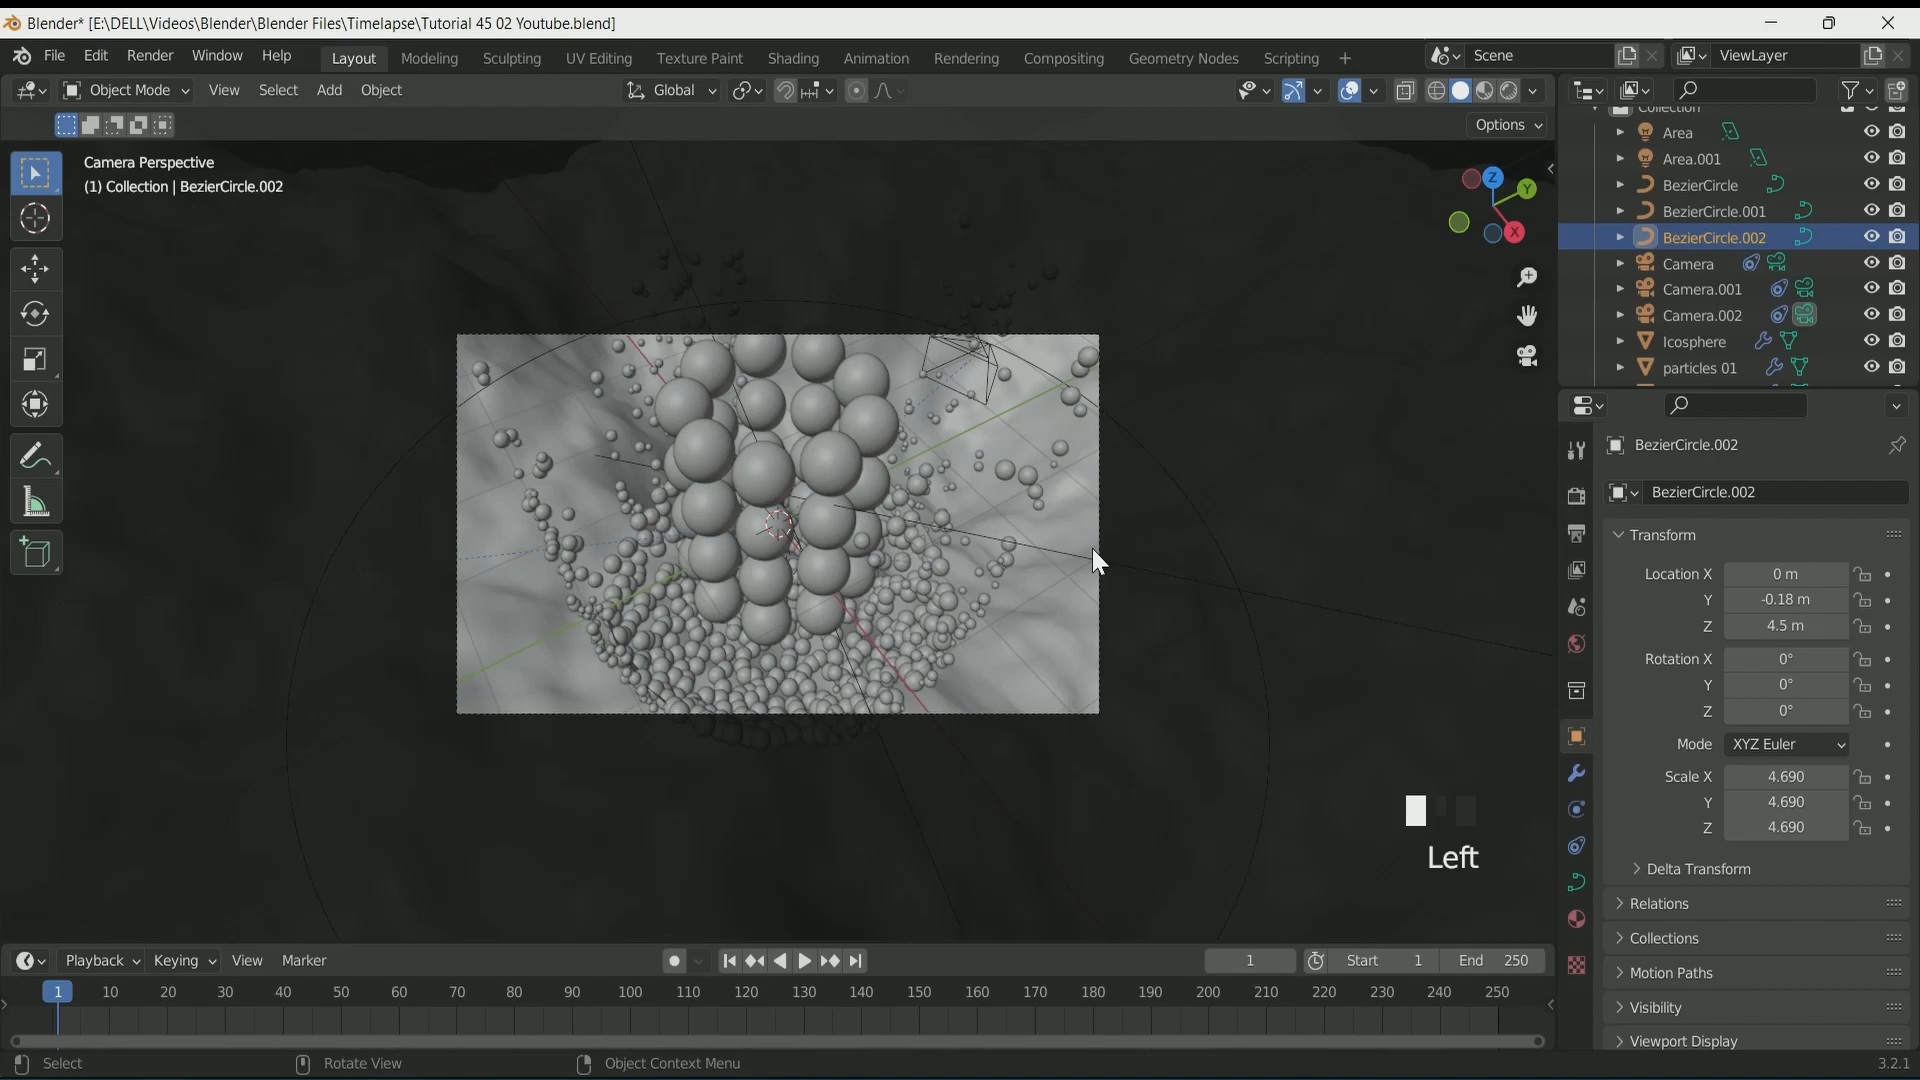 Blender* [E:\DELL\Videos\Blender\Blender Files\Timelapse\Tutorial 45 02 Youtube.blend]
File Edit Render Window Help Layout Modeling Sculpting UV Editing Texture Paint Shading Animation Rendering Compositing Geometry Nodes Scripting + Scene ViewLayer
Object Mode View Select Add Object Global
Options
Camera Perspective
(1) Collection | BezierCircle.002
Z
Y
X
Collection
Area
Area.001
BezierCircle
BezierCircle.001
BezierCircle.002
Camera
Camera.001
Camera.002
Icosphere
particles 01
BezierCircle.002
BezierCircle.002
Transform
Location X 0 m
Y -0.18 m
Z 4.5 m
Rotation X 0°
Y 0°
Z 0°
Mode XYZ Euler
Scale X 4.690
Y 4.690
Z 4.690
Delta Transform
Relations
Collections
Motion Paths
Visibility
Viewport Display
Left
Playback Keying View Marker 1 Start 1 End 250
1 10 20 30 40 50 60 70 80 90 100 110 120 130 140 150 160 170 180 190 200 210 220 230 240 250
Select Rotate View Object Context Menu 3.2.1